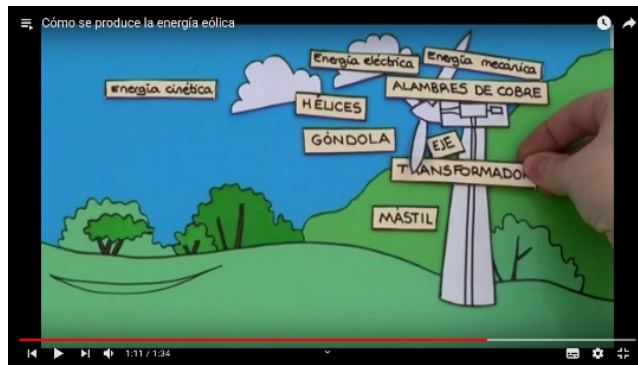 Cómo se produce la energía eólica
Energía eléctrica
Energía mecánica
Energía cinética
ALAMBRES DE COBRE
HÉLICES
GÓNDOLA
EJE
TRANSFORMADOR
MÁSTIL
1:11 / 1:34